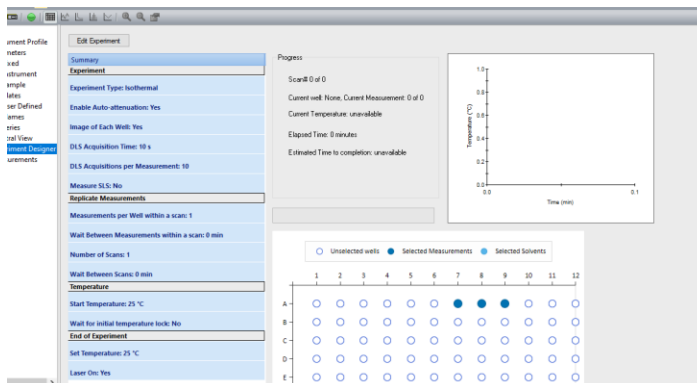 ument Profile
meters
ixed
nstrument
ample
lates
ser Defined
ames
eries
tral View
iment Designer
urements
Edit Experiment
Summary
Experiment
Experiment Type: Isothermal
Enable Auto-attenuation: Yes
Image of Each Well: Yes
DLS Acquisition Time: 10 s
DLS Acquisitions per Measurement: 10
Measure SLS: No
Replicate Measurements
Measurements per Well within a scan: 1
Wait Between Measurements within a scan: 0 min
Number of Scans: 1
Wait Between Scans: 0 min
Temperature
Start Temperature: 25 °C
Wait for initial temperature lock: No
End of Experiment
Set Temperature: 25 °C
Laser On: Yes
Progress
Scan# 0 of 0
Current well: None, Current Measurement: 0 of 0
Current Temperature: unavailable
Elapsed Time: 0 minutes
Estimated Time to completion: unavailable
Temperature (°C)
1.0
0.8
0.6
0.4
0.2
0.0
0.0 0.1
Time (min)
Unselected wells Selected Measurements Selected Solvents
1 2 3 4 5 6 7 8 9 10 11 12
A
B
C
D
E